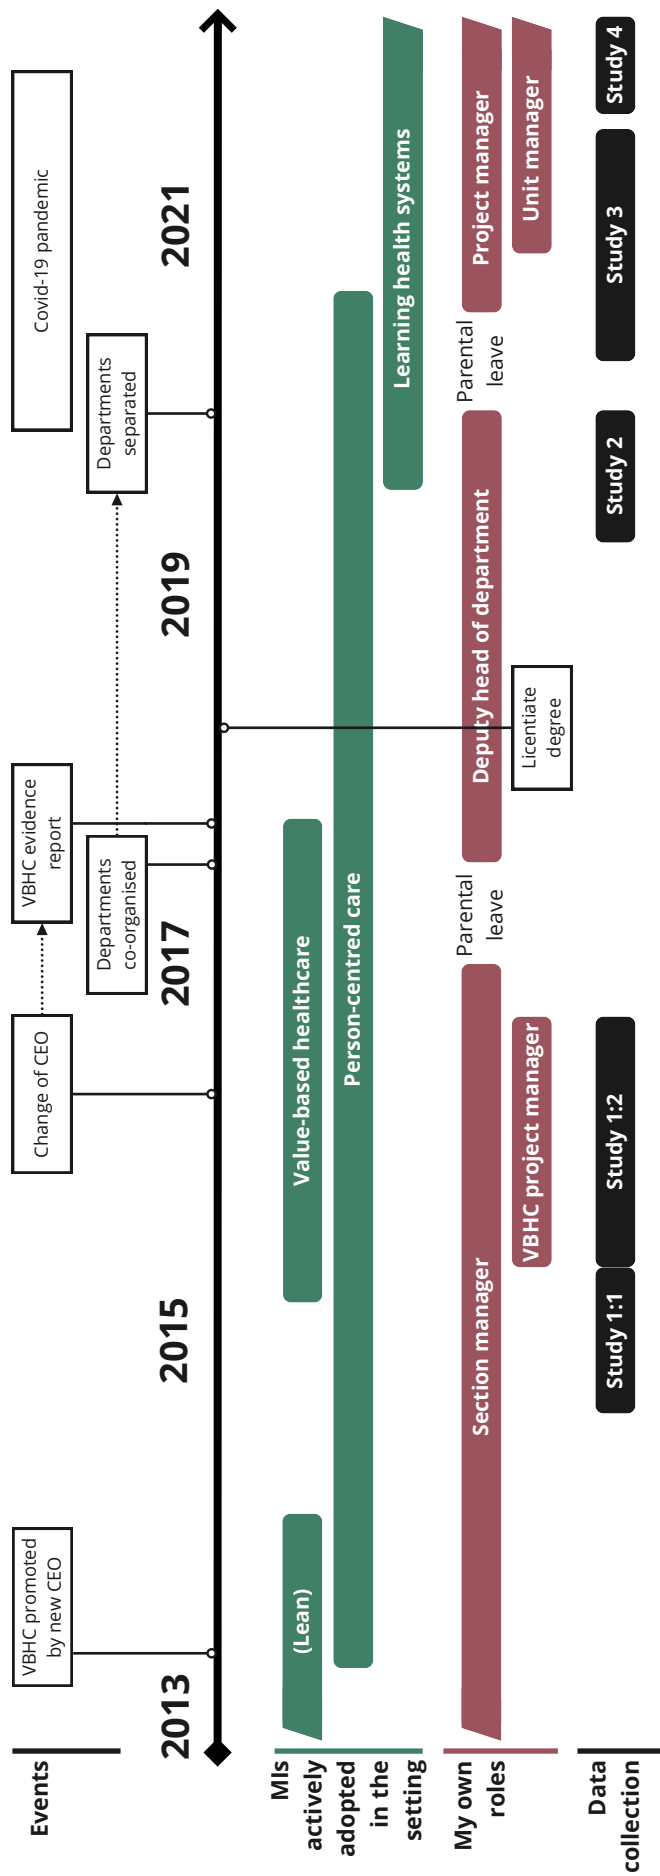 Events
VBHC promoted
by new CEO
Change of CEO
VBHC evidence
report
Covid-19 pandemic
Departments
co-organised
Departments
separated
2013
2015
2017
2019
2021
MIs
actively
adopted
in the
setting
(Lean)
Value-based healthcare
Person-centred care
Learning health systems
My own
roles
Section manager
Parental
leave
Deputy head of department
Parental
leave
Project manager
VBHC project manager
Licentiate
degree
Unit manager
Data
collection
Study 1:1
Study 1:2
Study 2
Study 3
Study 4